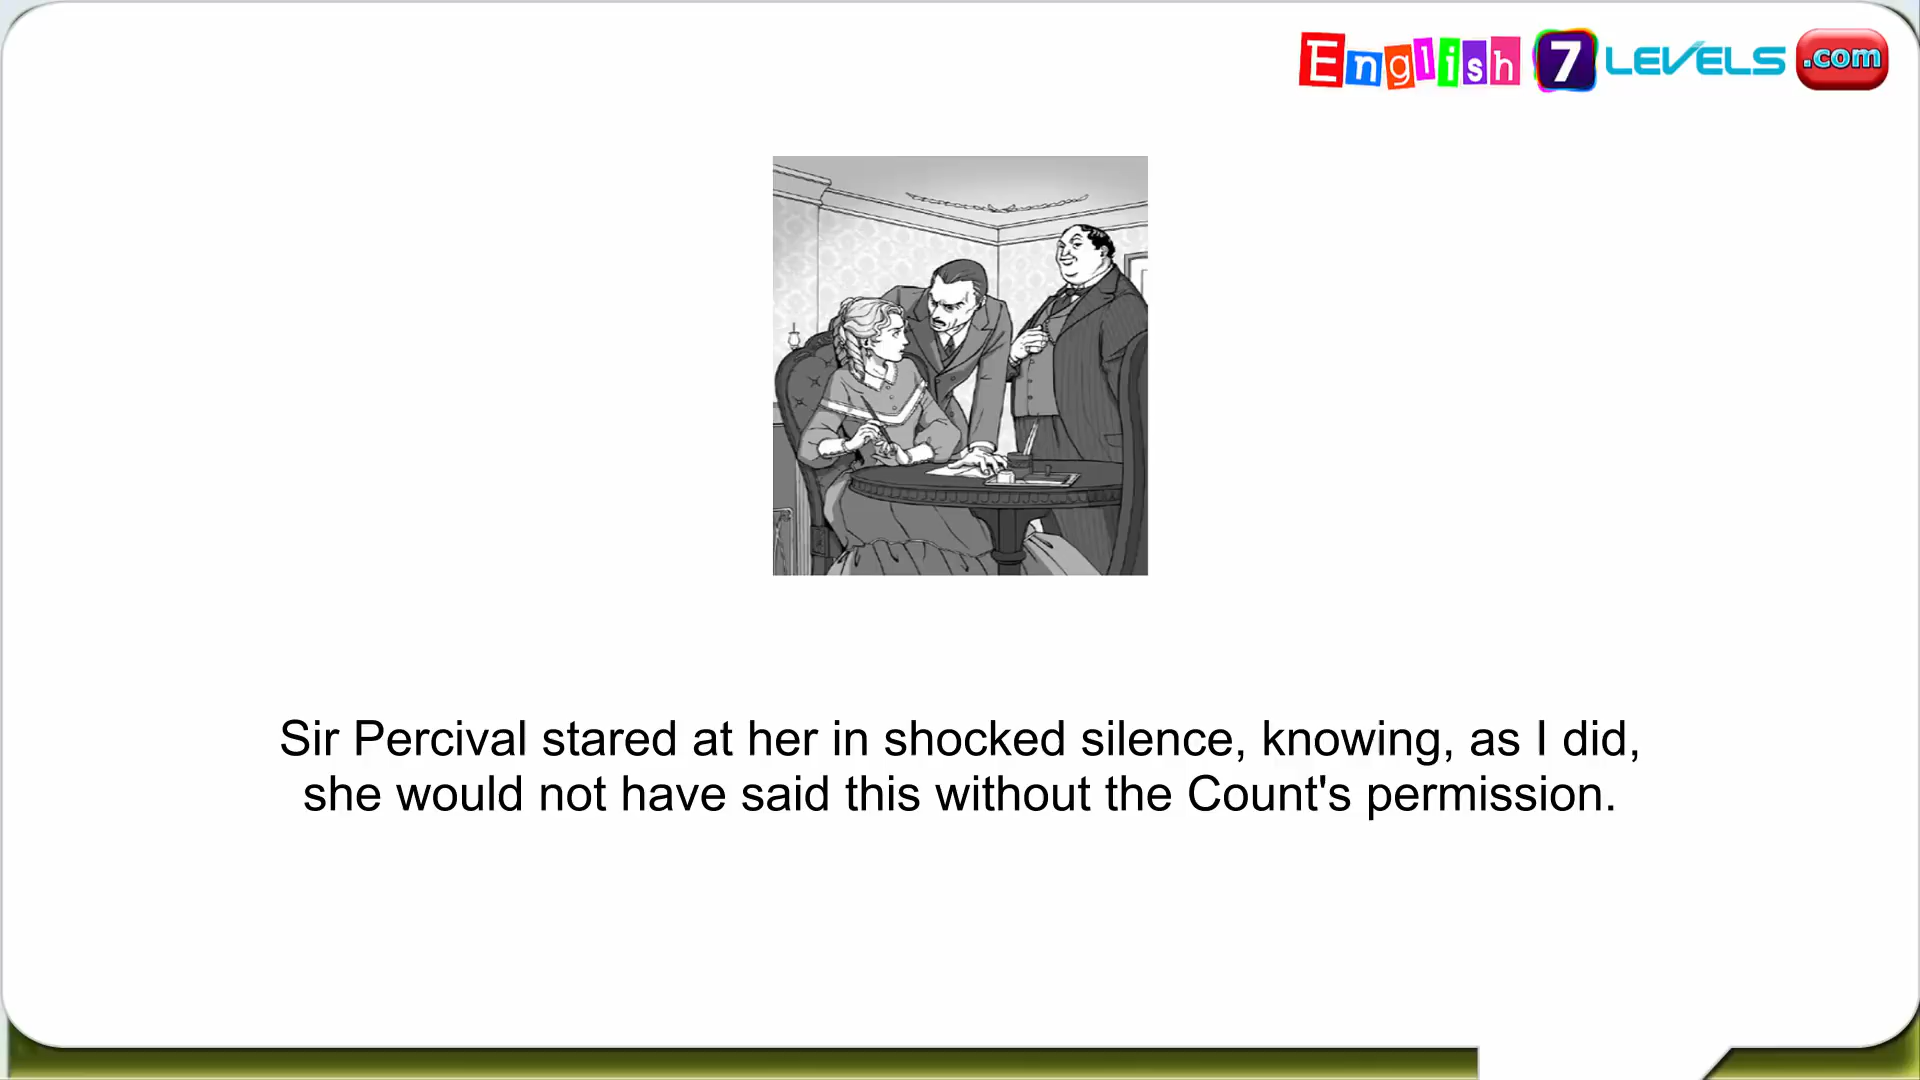 English 7 LEVELS .com
Sir Percival stared at her in shocked silence, knowing, as I did,
she would not have said this without the Count's permission.